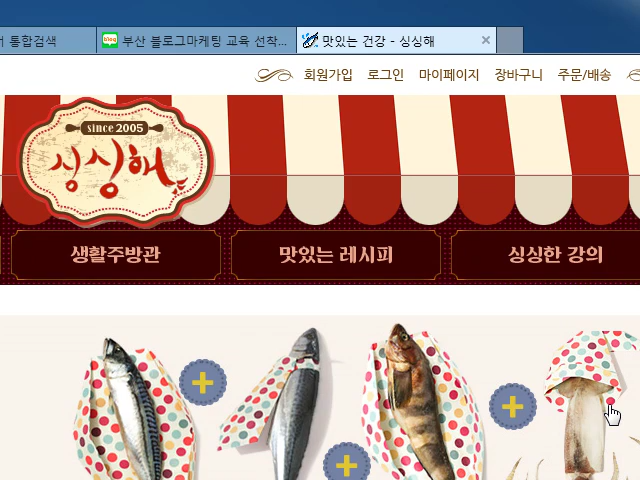 통합검색
부산 블로그마케팅 교육 선착...
맛있는 건강 - 싱싱해
회원가입 로그인 마이페이지 장바구니 주문/배송
since 2005
싱싱해
생활주방관 맛있는 레시피 싱싱한 강의